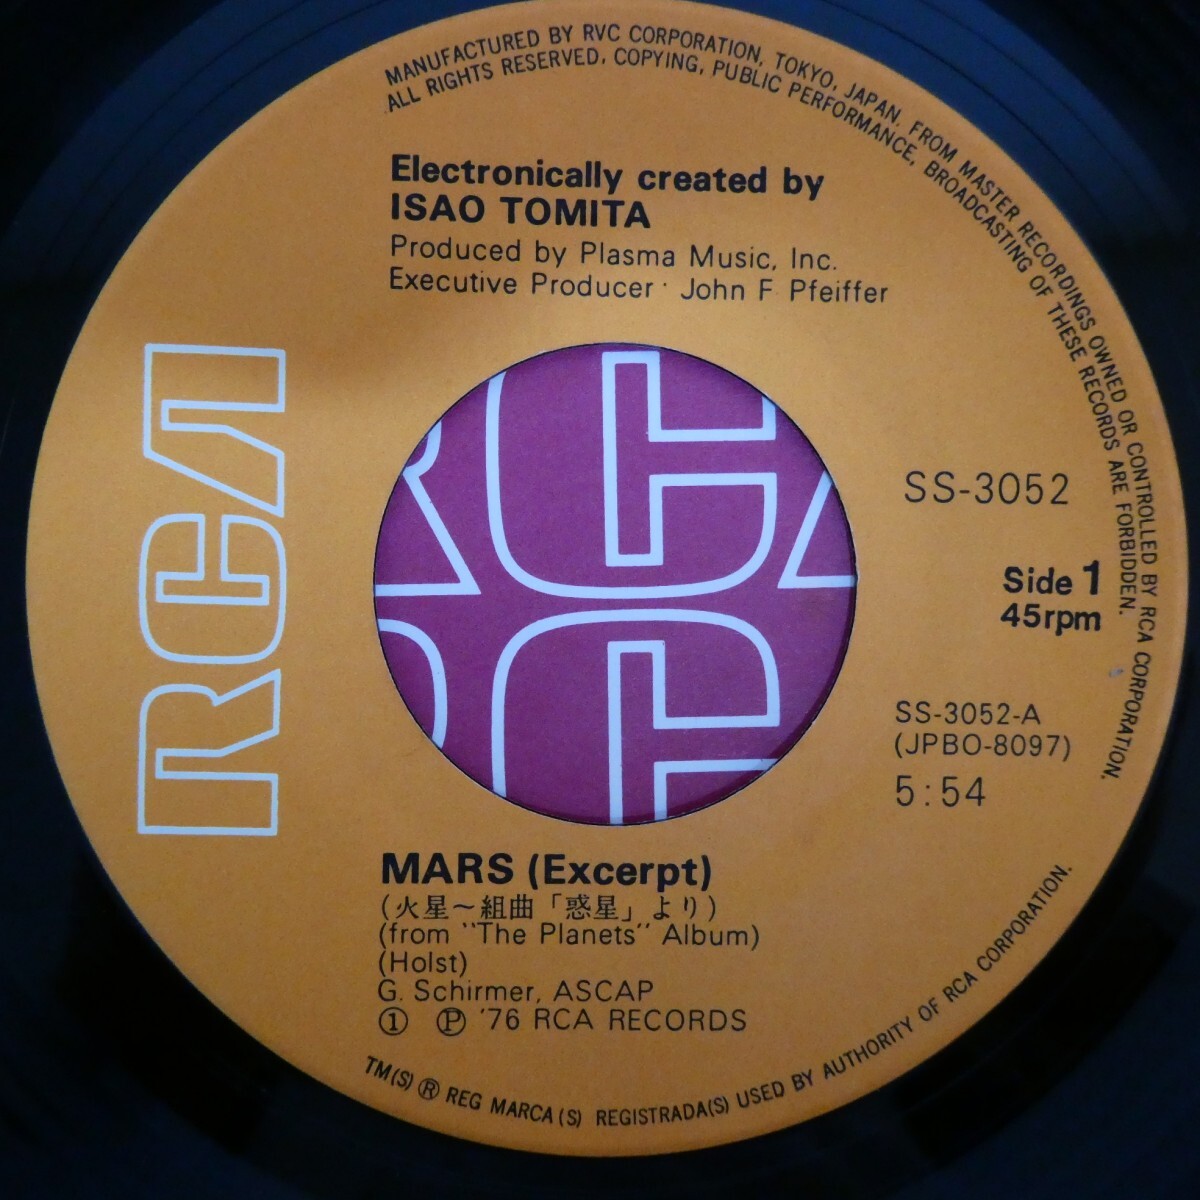 MANUFACTURED BY RVC CORPORATION, TOKYO, JAPAN. FROM MASTER RECORDINGS OWNED OR CONTROLLED BY RCA CORPORATION.
ALL RIGHTS RESERVED, COPYING, PUBLIC PERFORMANCE, BROADCASTING OF THESE RECORDS ARE FORBIDDEN.
Electronically created by
ISAO TOMITA
Produced by Plasma Music, Inc.
Executive Producer · John F Pfeiffer
RCA
SS-3052
Side 1
45rpm
SS-3052-A
(JPBO-8097)
5:54
MARS (Excerpt)
(火星〜組曲「惑星」より)
(from "The Planets" Album)
(Holst)
G. Schirmer, ASCAP
① Ⓟ '76 RCA RECORDS
TM(S) ® REG MARCA(S) REGISTRADA(S) USED BY AUTHORITY OF RCA CORPORATION.